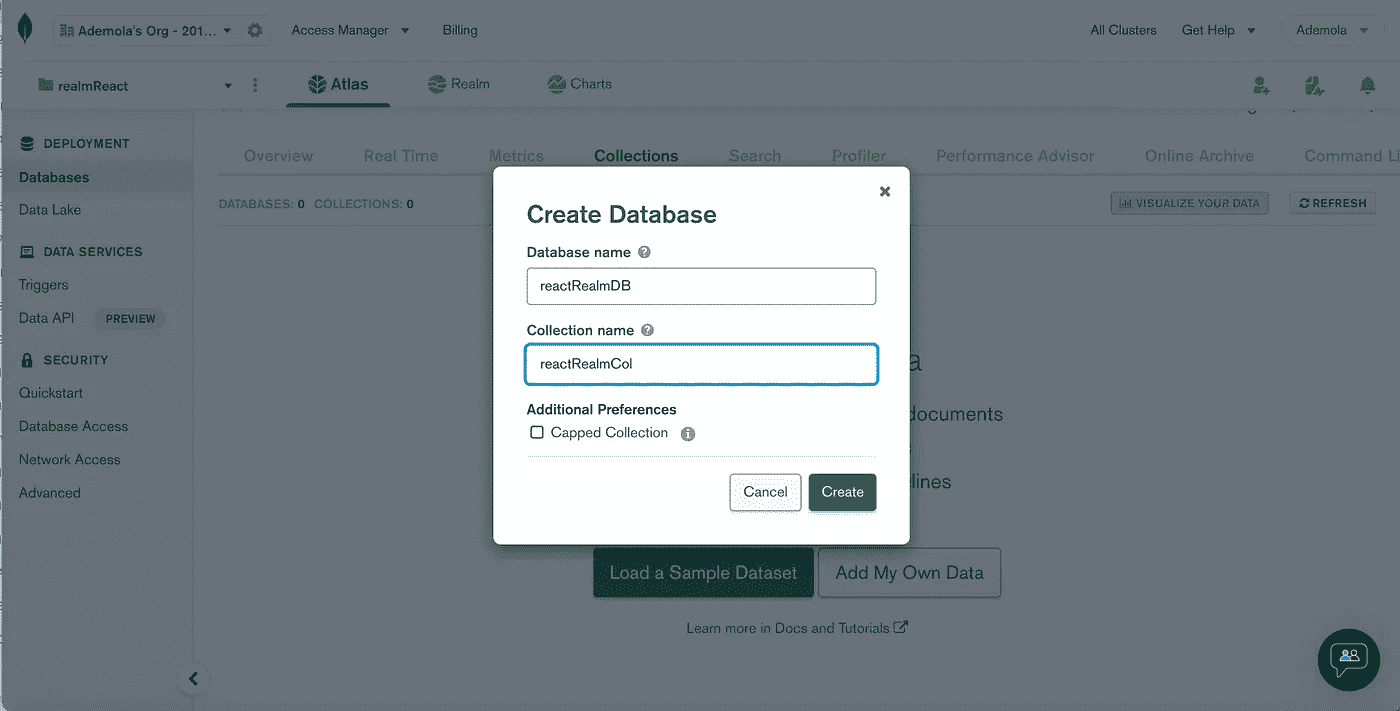 Ademola's Org - 201... Access Manager Billing All Clusters Get Help Ademola
realmReact Atlas Realm Charts
DEPLOYMENT
Databases
Data Lake
DATA SERVICES
Triggers
Data API PREVIEW
SECURITY
Quickstart
Database Access
Network Access
Advanced
Overview Real Time Metrics Collections Search Profiler Performance Advisor Online Archive Command Li
DATABASES: 0 COLLECTIONS: 0 VISUALIZE YOUR DATA REFRESH
Create Database
Database name
reactRealmDB
Collection name
reactRealmCol
Additional Preferences
Capped Collection
Cancel Create
a
documents
lines
Load a Sample Dataset Add My Own Data
Learn more in Docs and Tutorials